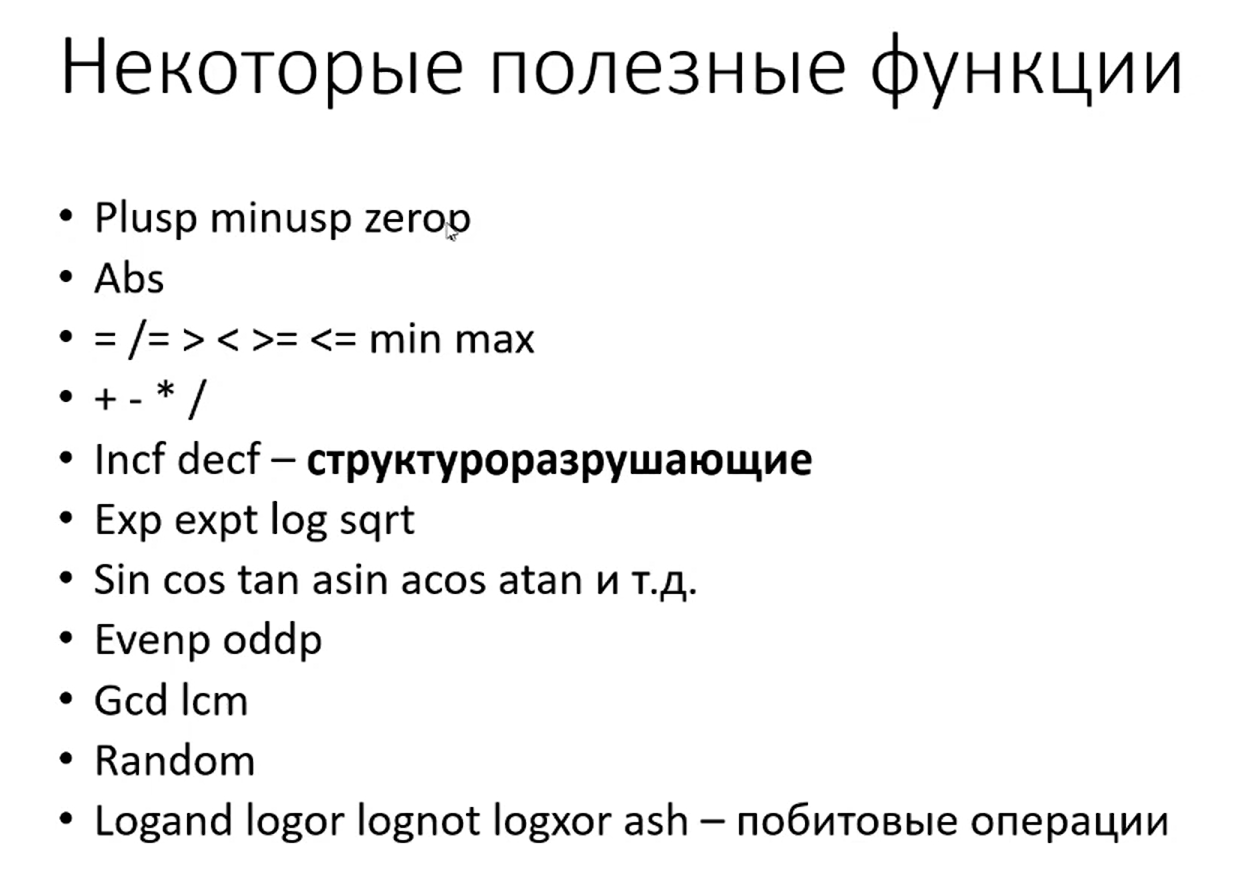 Некоторые полезные функции
• Plusp minusp zerop
• Abs
• = /= > < >= <= min max
• + - * /
• Incf decf – структуроразрушающие
• Exp expt log sqrt
• Sin cos tan asin acos atan и т.д.
• Evenp oddp
• Gcd lcm
• Random
• Logand logor lognot logxor ash – побитовые операции